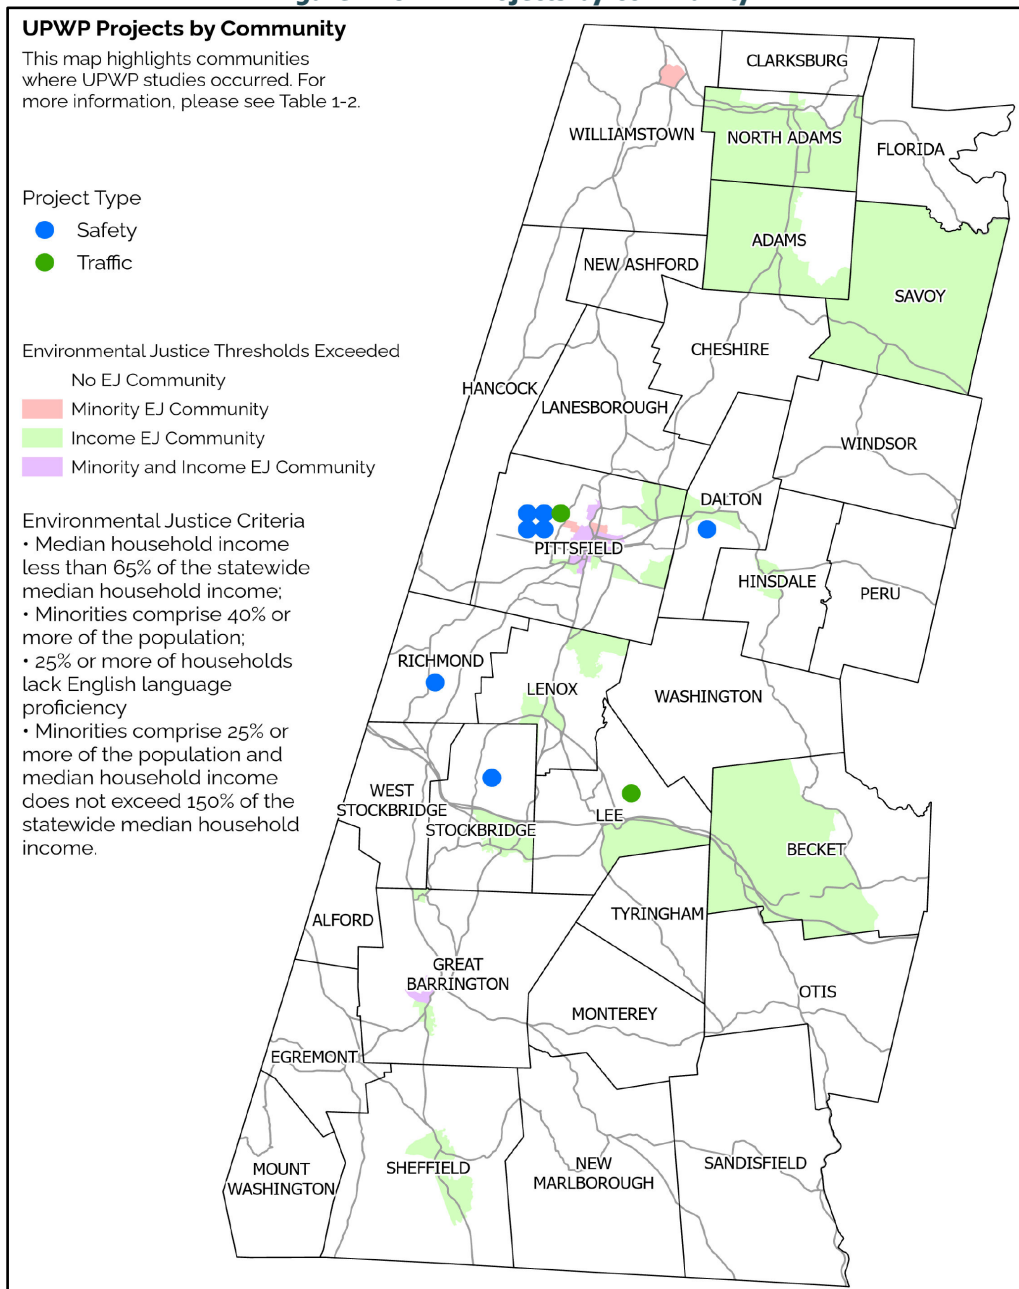 UPWP Projects by Community
This map highlights communities
where UPWP studies occurred. For
more information, please see Table 1-2.
Project Type
Safety
Traffic
Environmental Justice Thresholds Exceeded
No EJ Community
Minority EJ Community
Income EJ Community
Minority and Income EJ Community
Environmental Justice Criteria
• Median household income
less than 65% of the statewide
median household income;
• Minorities comprise 40% or
more of the population;
• 25% or more of households
lack English language
proficiency
• Minorities comprise 25% or
more of the population and
median household income
does not exceed 150% of the
statewide median household
income.
CLARKSBURG
WILLIAMSTOWN
NORTH ADAMS
FLORIDA
ADAMS
NEW ASHFORD
SAVOY
CHESHIRE
HANCOCK
LANESBOROUGH
WINDSOR
DALTON
PITTSFIELD
HINSDALE
PERU
RICHMOND
LENOX
WASHINGTON
WEST
STOCKBRIDGE
STOCKBRIDGE
LEE
BECKET
ALFORD
TYRINGHAM
GREAT
BARRINGTON
OTIS
MONTEREY
EGREMONT
MOUNT
WASHINGTON
SHEFFIELD
NEW
MARLBOROUGH
SANDISFIELD